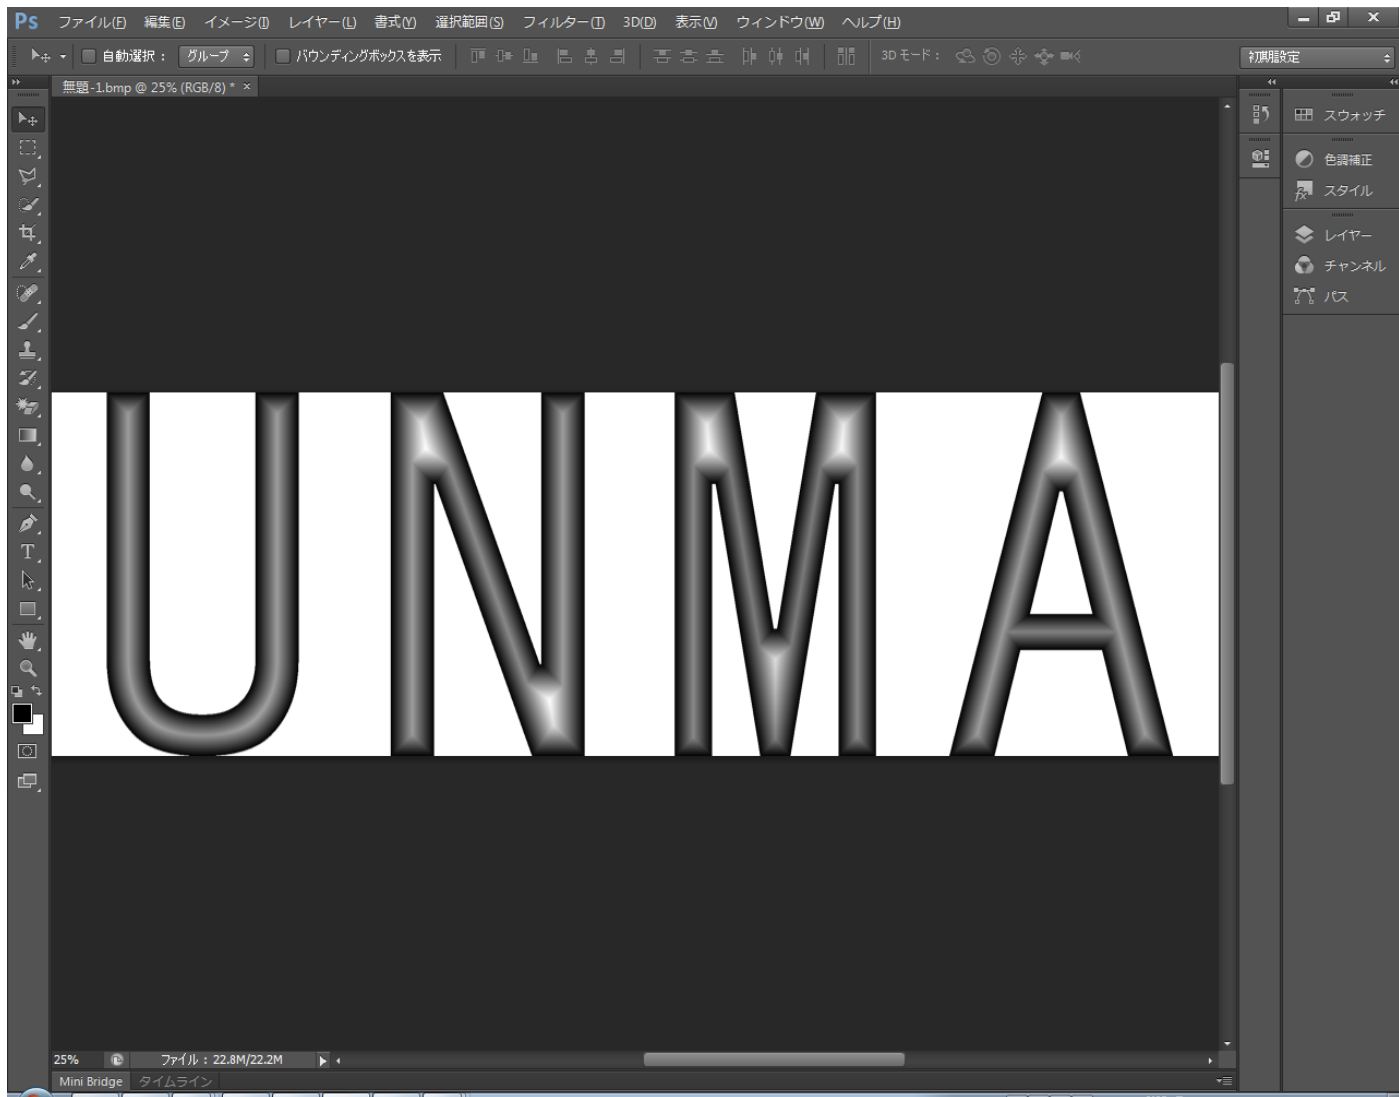 Ps ファイル(F) 編集(E) イメージ(I) レイヤー(L) 書式(Y) 選択範囲(S) フィルター(T) 3D(D) 表示(V) ウィンドウ(W) ヘルプ(H)
自動選択： グループ バウンディングボックスを表示 3D モード： 初期設定
無題-1.bmp @ 25% (RGB/8) * ×
スウォッチ
色調補正
スタイル
レイヤー
チャンネル
パス
UNMA
25% ファイル：22.8M/22.2M
Mini Bridge タイムライン